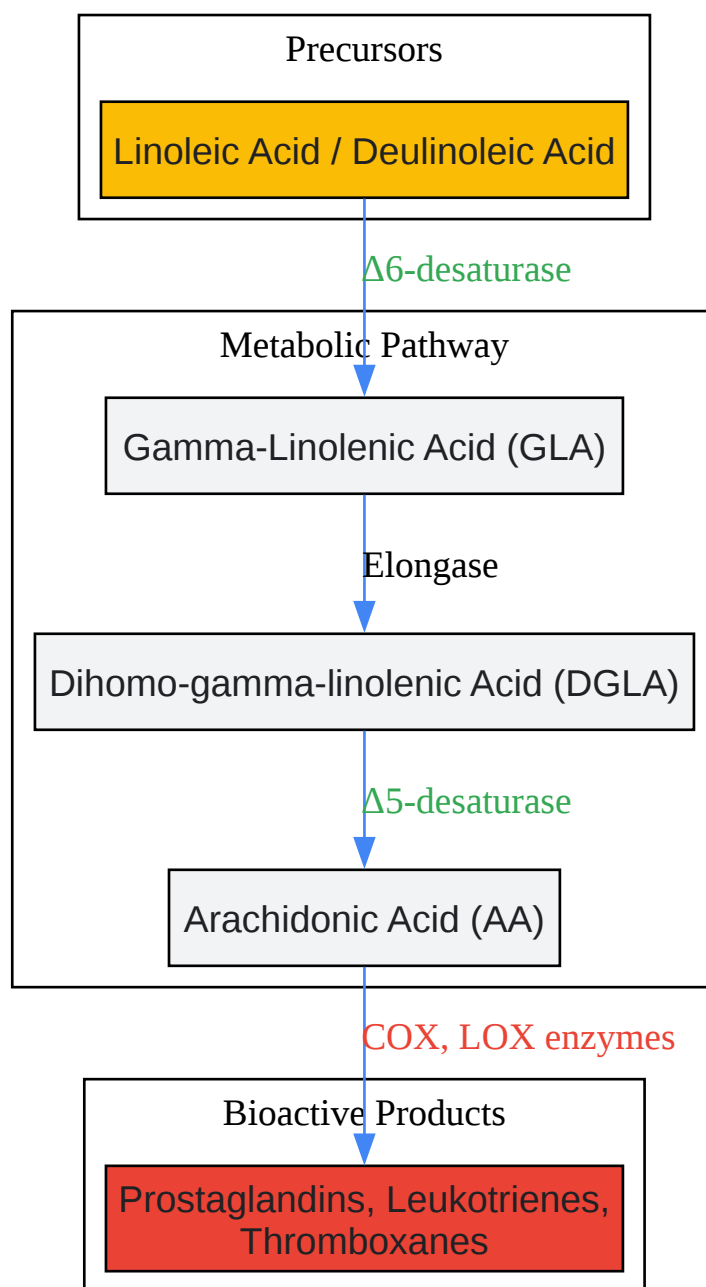 Precursors
Linoleic Acid / Deulinoleic Acid
Δ6-desaturase
Metabolic Pathway
Gamma-Linolenic Acid (GLA)
Elongase
Dihomo-gamma-linolenic Acid (DGLA)
Δ5-desaturase
Arachidonic Acid (AA)
COX, LOX enzymes
Bioactive Products
Prostaglandins, Leukotrienes,
Thromboxanes